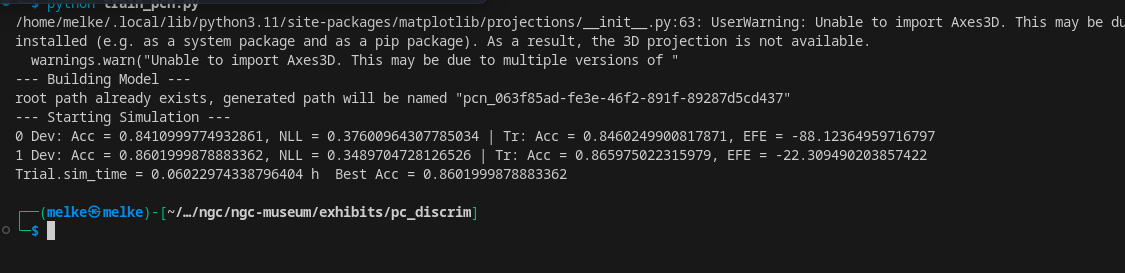 python train_pcn.py
/home/melke/.local/lib/python3.11/site-packages/matplotlib/projections/__init__.py:63: UserWarning: Unable to import Axes3D. This may be du
installed (e.g. as a system package and as a pip package). As a result, the 3D projection is not available.
  warnings.warn("Unable to import Axes3D. This may be due to multiple versions of "
--- Building Model ---
root path already exists, generated path will be named "pcn_063f85ad-fe3e-46f2-891f-89287d5cd437"
--- Starting Simulation ---
0 Dev: Acc = 0.8410999774932861, NLL = 0.37600964307785034 | Tr: Acc = 0.8460249900817871, EFE = -88.12364959716797
1 Dev: Acc = 0.8601999878883362, NLL = 0.3489704728126526 | Tr: Acc = 0.865975022315979, EFE = -22.309490203857422
Trial.sim_time = 0.06022974338796404 h  Best Acc = 0.8601999878883362
┌──(melke㉿melke)-[~/…/ngc/ngc-museum/exhibits/pc_discrim]
└─$